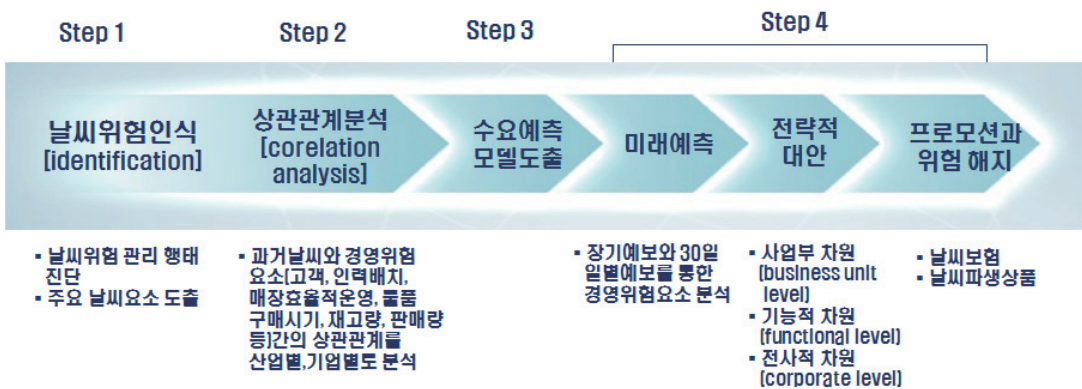 Step 1
Step 2
Step 3
Step 4
날씨위험인식
[identification]
상관관계분석
[corelation
analysis]
수요예측
모델도출
미래예측
전략적
대안
프로모션과
위험 해지
▪ 날씨위험 관리 행태
진단
▪ 주요 날씨요소 도출
▪ 과거날씨와 경영위험
요소(고객, 인력배치,
매장효율적운영, 물품
구매시기, 재고량, 판매량
등)간의 상관관계를
산업별,기업별로 분석
▪ 장기예보와 30일
일별예보를 통한
경영위험요소 분석
▪ 사업부 차원
(business unit
level)
▪ 기능적 차원
(functional level)
▪ 전사적 차원
(corporate level)
▪ 날씨보험
▪ 날씨파생상품